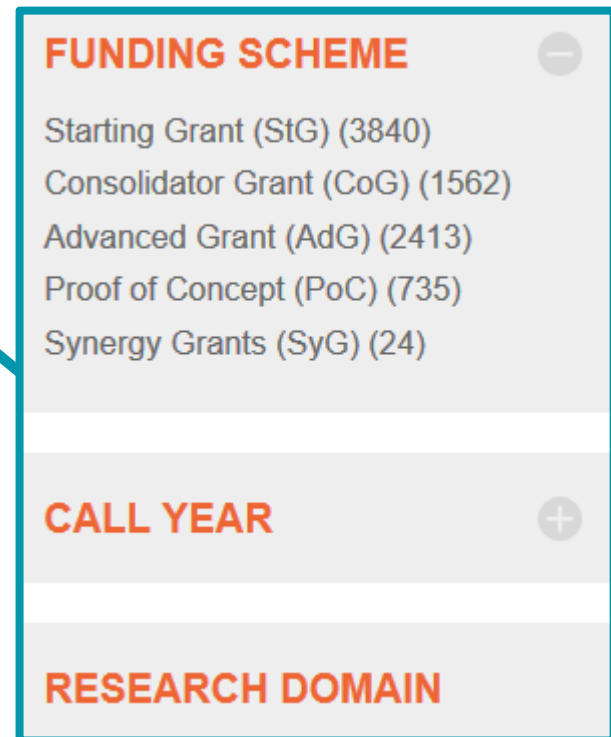 FUNDING SCHEME
Starting Grant (StG) (3840)
Consolidator Grant (CoG) (1562)
Advanced Grant (AdG) (2413)
Proof of Concept (PoC) (735)
Synergy Grants (SyG) (24)
CALL YEAR
RESEARCH DOMAIN